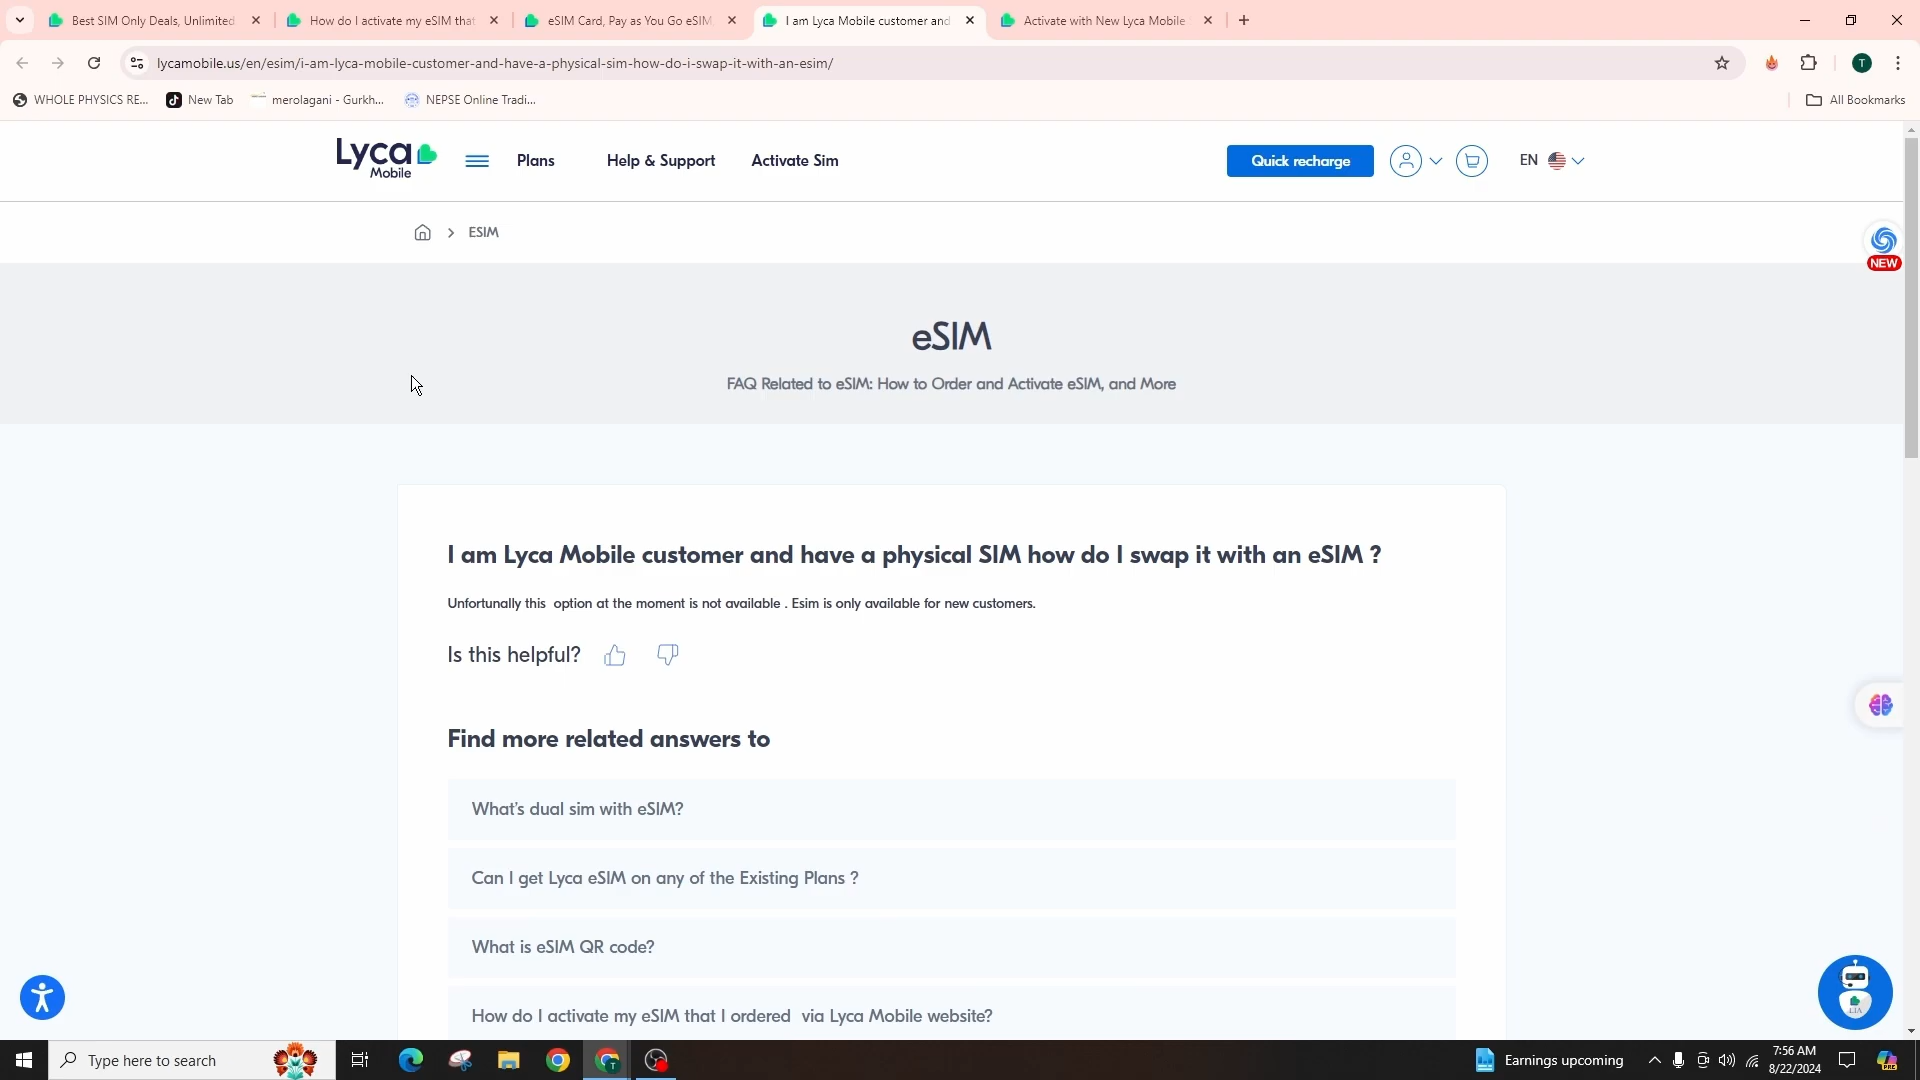 Best SIM Only Deals, Unlimited
How do I activate my eSIM that
eSIM Card, Pay as You Go eSIM
I am Lyca Mobile customer and
Activate with New Lyca Mobile
lycamobile.us/en/esim/i-am-lyca-mobile-customer-and-have-a-physical-sim-how-do-i-swap-it-with-an-esim/
T
WHOLE PHYSICS RE...
New Tab
merolagani - Gurkh...
NEPSE Online Tradi...
All Bookmarks
Lyca
Mobile
Plans
Help & Support
Activate Sim
Quick recharge
EN
ESIM
NEW
eSIM
FAQ Related to eSIM: How to Order and Activate eSIM, and More
I am Lyca Mobile customer and have a physical SIM how do I swap it with an eSIM ?
Unfortunally this option at the moment is not available . Esim is only available for new customers.
Is this helpful?
Find more related answers to
What's dual sim with eSIM?
Can I get Lyca eSIM on any of the Existing Plans ?
What is eSIM QR code?
How do I activate my eSIM that I ordered via Lyca Mobile website?
Type here to search
Earnings upcoming
7:56 AM
8/22/2024